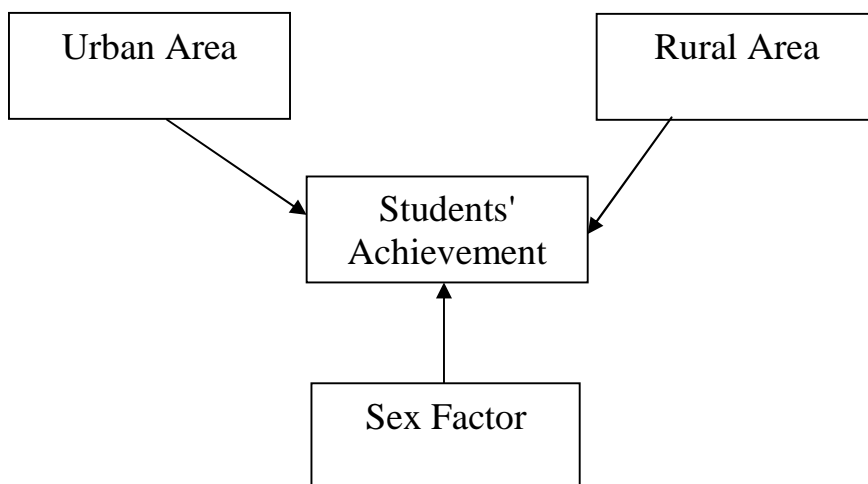 Urban Area
Rural Area
Students'
Achievement
Sex Factor